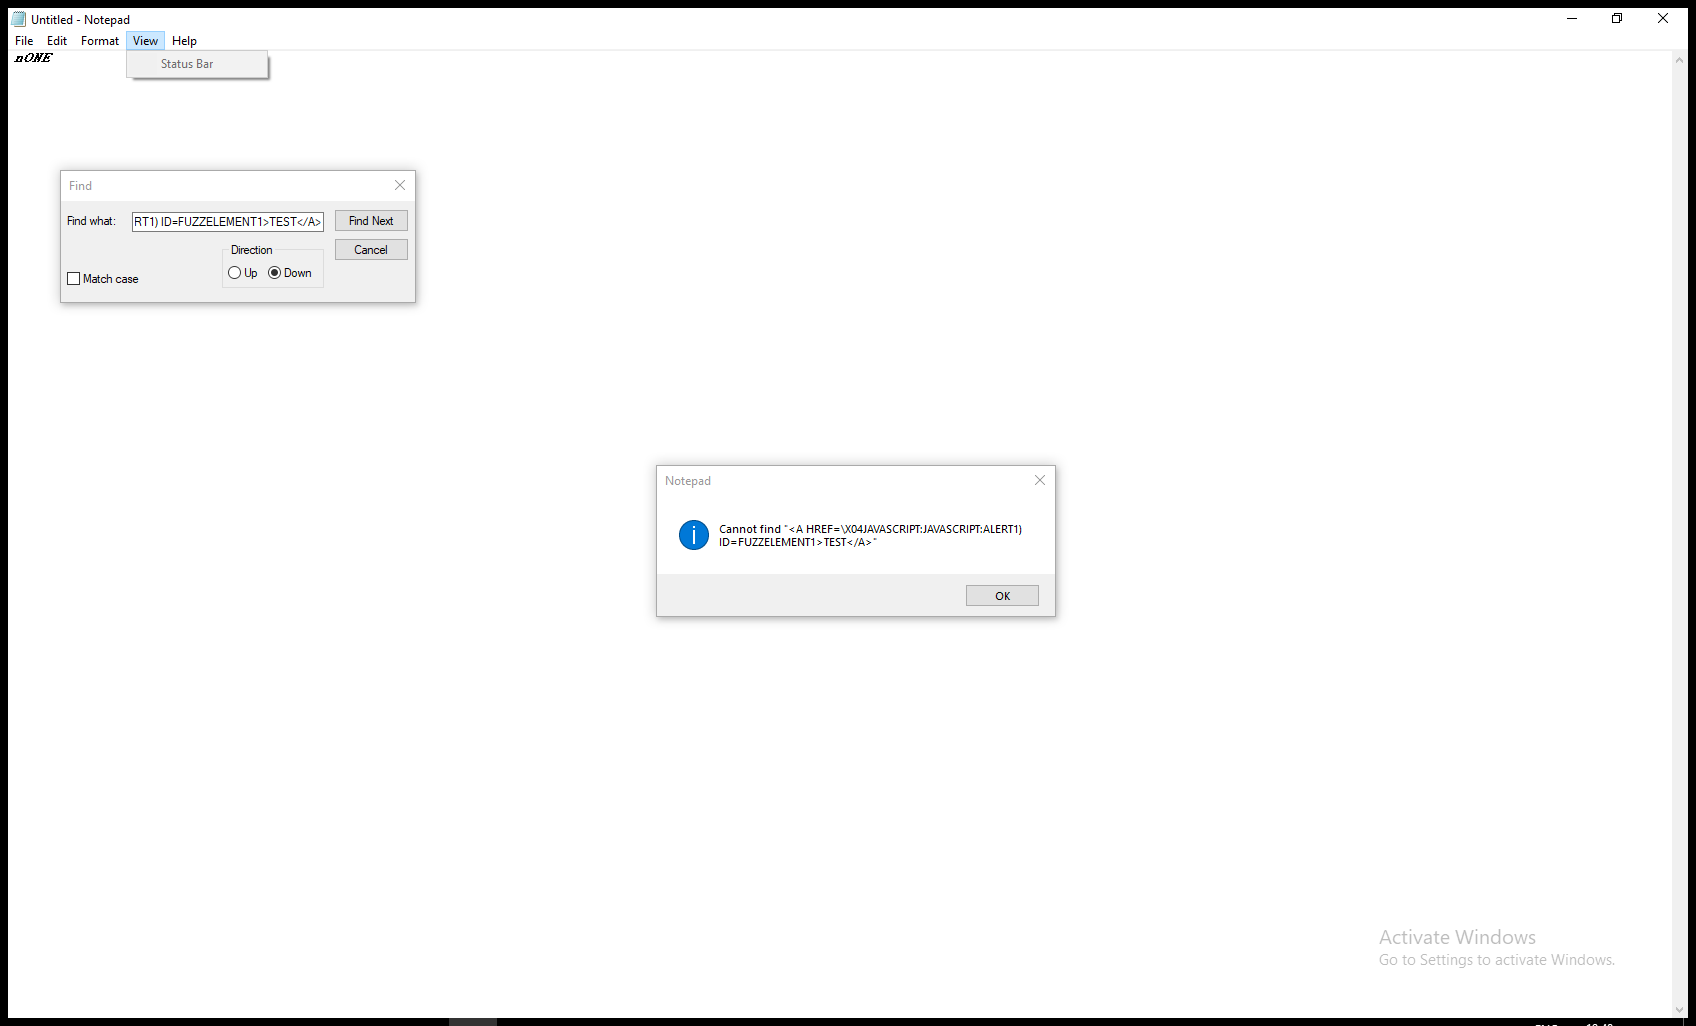 Untitled - Notepad
File Edit Format View Help
nONE
Status Bar
Find
Find what: RT1) ID=FUZZELEMENT1>TEST</A> Find Next
Direction Cancel
Up Down
Match case
Notepad
Cannot find "<A HREF=\X04JAVASCRIPT:JAVASCRIPT:ALERT1)
ID=FUZZELEMENT1>TEST</A>"
OK
Activate Windows
Go to Settings to activate Windows.